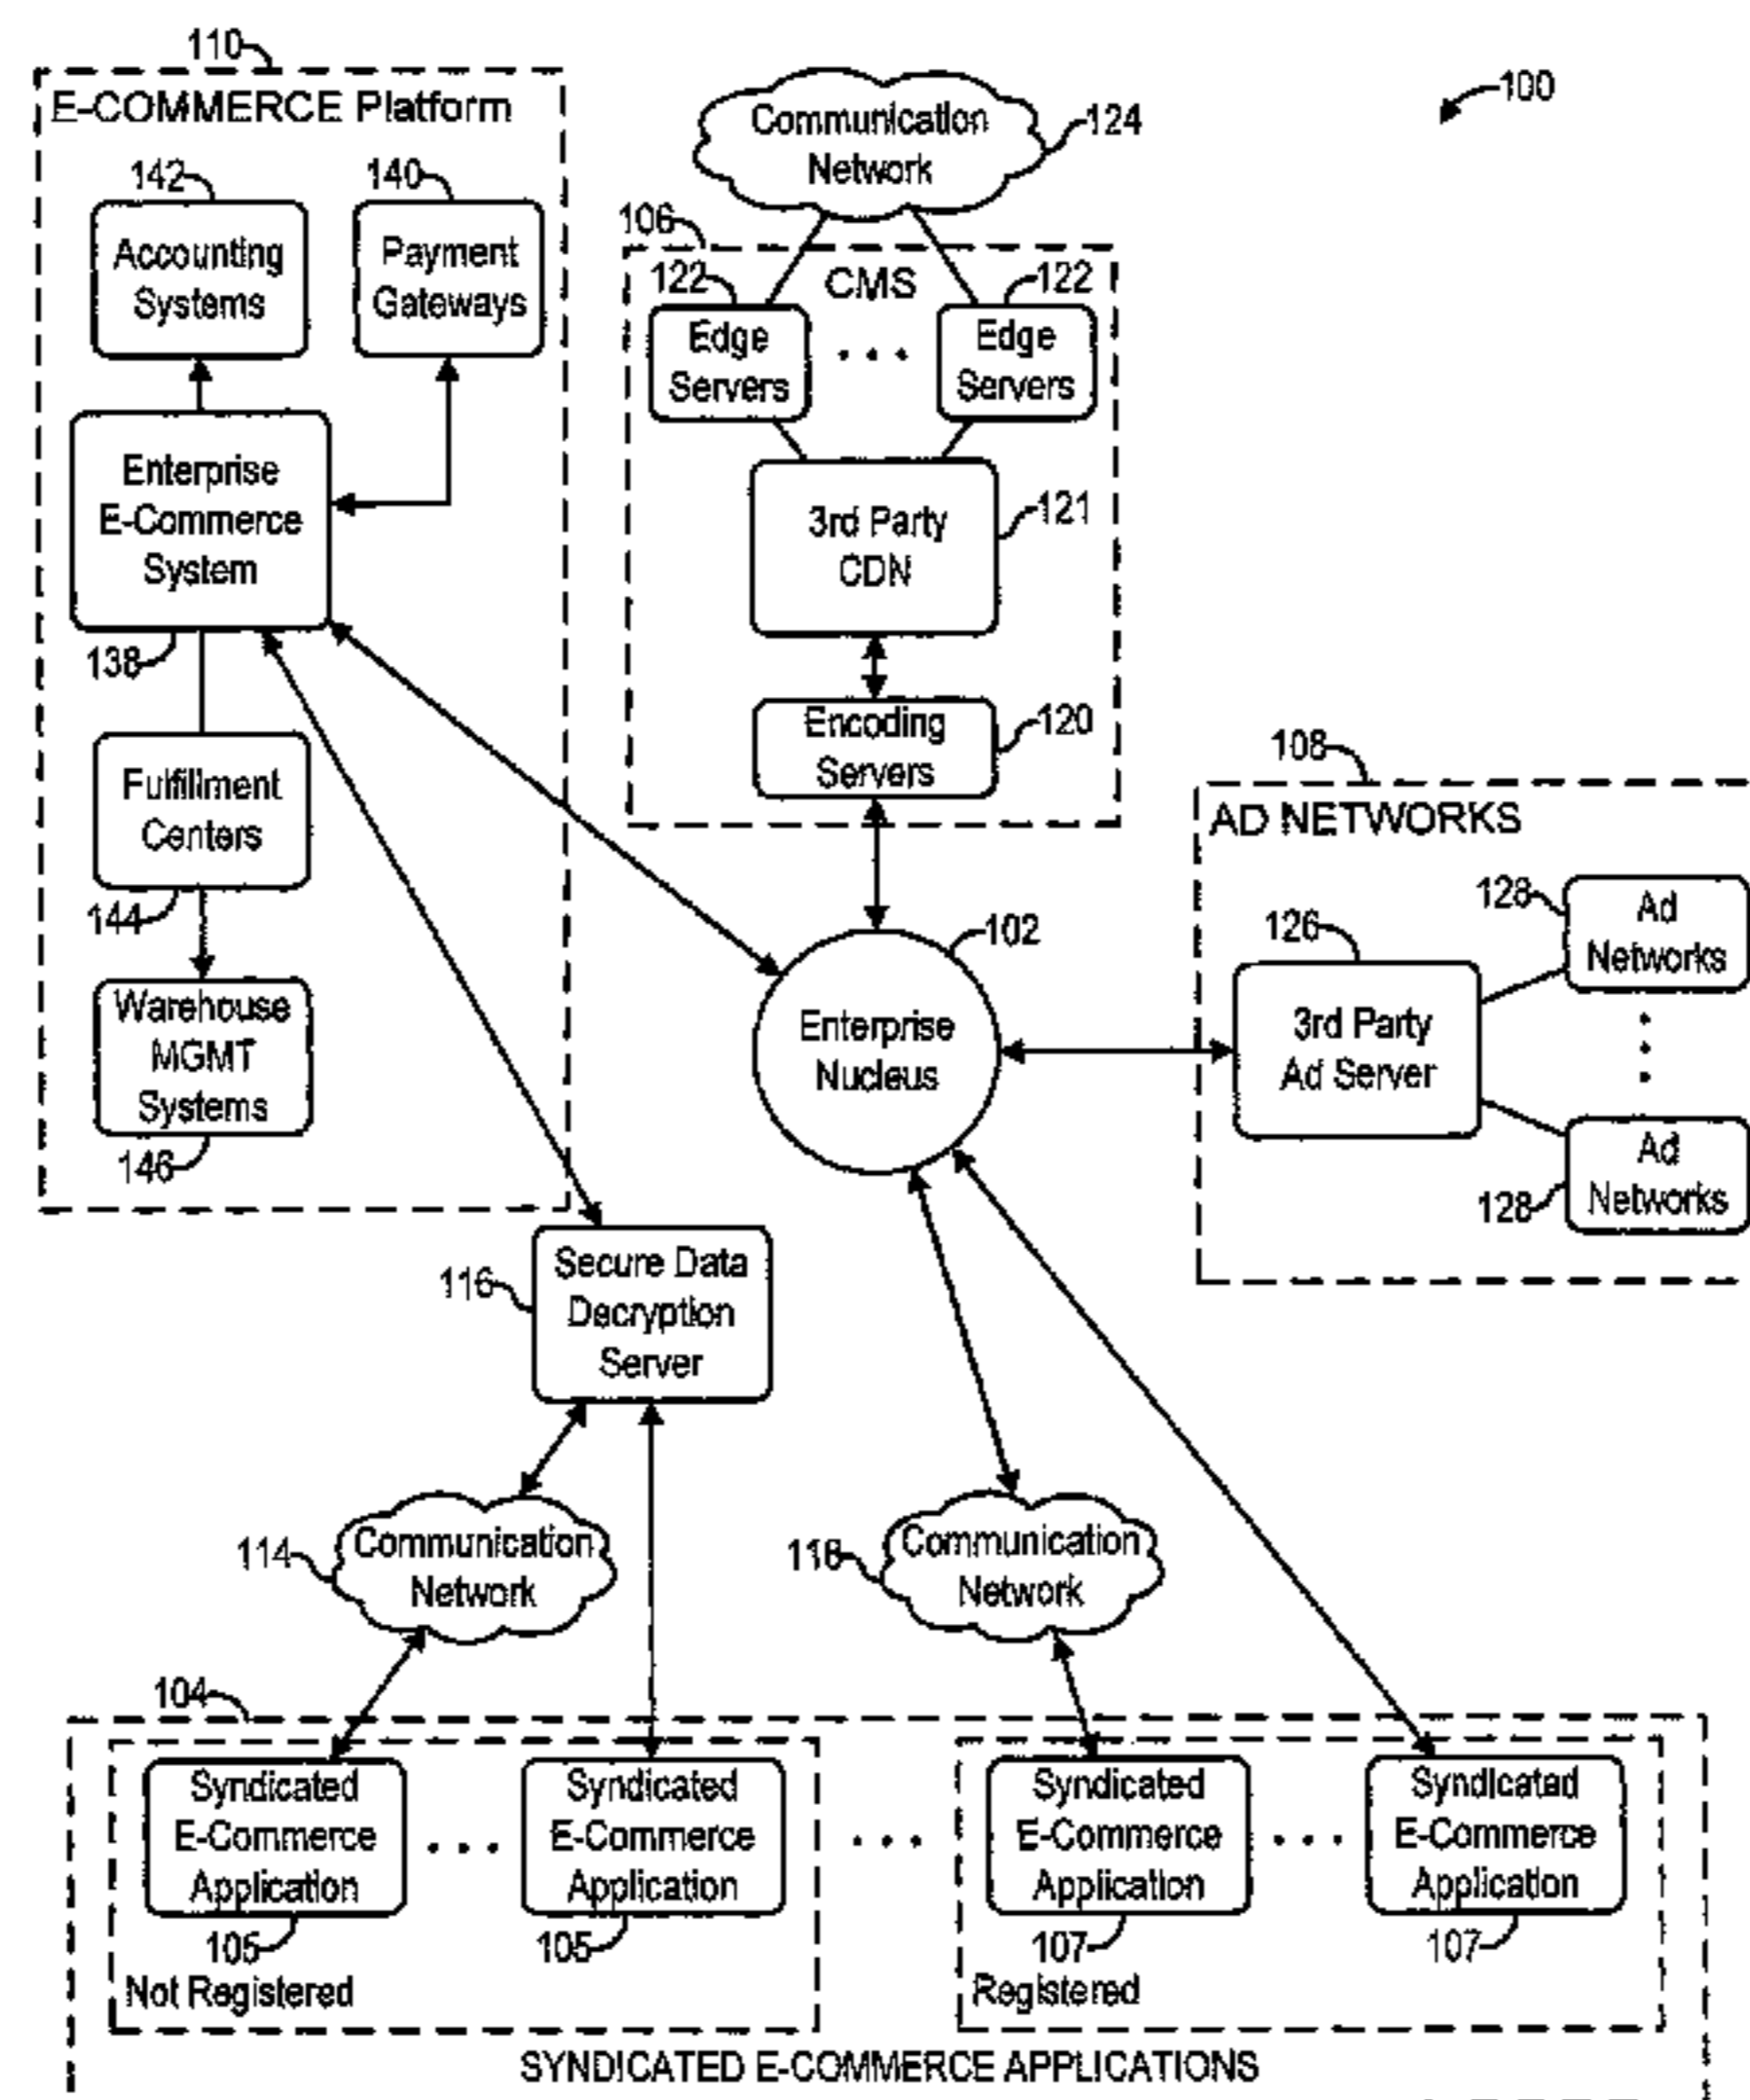 110
E-COMMERCE Platform
142
140
Accounting
Systems
Payment
Gateways
Enterprise
E-Commerce
System
138
Fulfillment
Centers
144
Warehouse
MGMT
Systems
146
Communication
Network
124
100
106
CMS
122
122
Edge
Servers
Edge
Servers
3rd Party
CDN
121
Encoding
Servers
120
108
AD NETWORKS
128
Ad
Networks
126
3rd Party
Ad Server
Ad
Networks
128
102
Enterprise
Nucleus
116
Secure Data
Decryption
Server
114
Communication
Network
118
Communication
Network
104
Syndicated
E-Commerce
Application
105
Syndicated
E-Commerce
Application
105
Not Registered
Syndicated
E-Commerce
Application
107
Syndicated
E-Commerce
Application
107
Registered
SYNDICATED E-COMMERCE APPLICATIONS